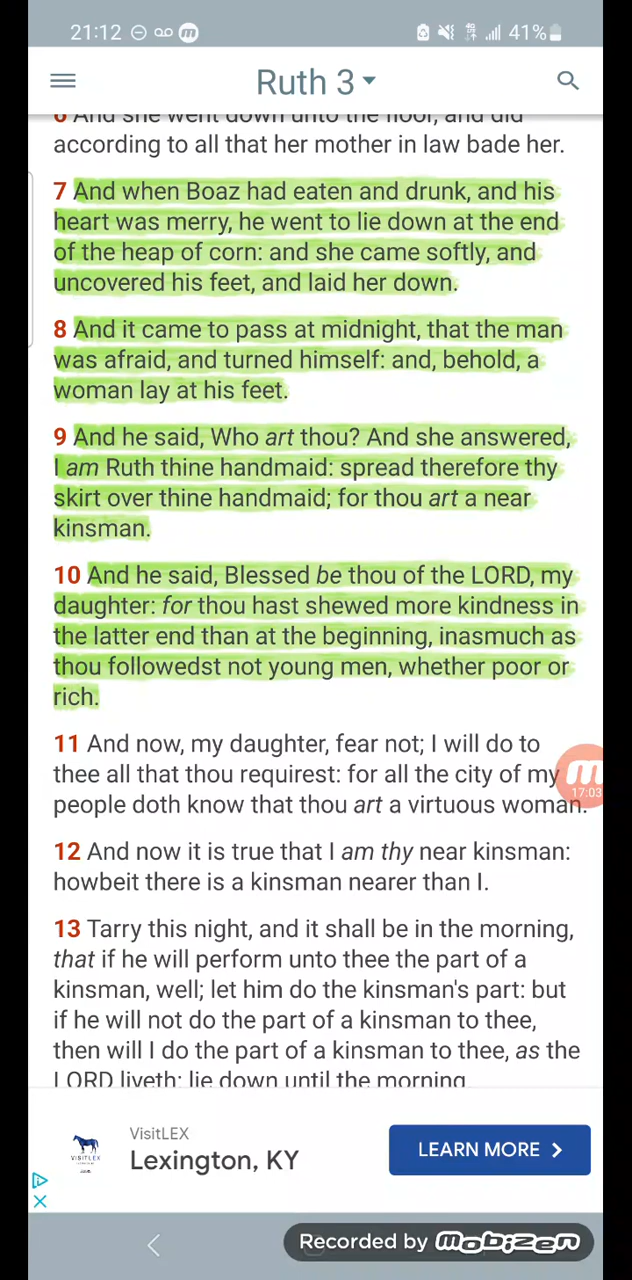 21:12
41%
Ruth 3
6 And she went down unto the floor, and did
according to all that her mother in law bade her.
7 And when Boaz had eaten and drunk, and his
heart was merry, he went to lie down at the end
of the heap of corn: and she came softly, and
uncovered his feet, and laid her down.
8 And it came to pass at midnight, that the man
was afraid, and turned himself: and, behold, a
woman lay at his feet.
9 And he said, Who art thou? And she answered,
I am Ruth thine handmaid: spread therefore thy
skirt over thine handmaid; for thou art a near
kinsman.
10 And he said, Blessed be thou of the LORD, my
daughter: for thou hast shewed more kindness in
the latter end than at the beginning, inasmuch as
thou followedst not young men, whether poor or
rich.
11 And now, my daughter, fear not; I will do to
thee all that thou requirest: for all the city of my
people doth know that thou art a virtuous woman.
17:03
12 And now it is true that I am thy near kinsman:
howbeit there is a kinsman nearer than I.
13 Tarry this night, and it shall be in the morning,
that if he will perform unto thee the part of a
kinsman, well; let him do the kinsman's part: but
if he will not do the part of a kinsman to thee,
then will I do the part of a kinsman to thee, as the
LORD liveth: lie down until the morning
VisitLEX
Lexington, KY
VISITLEX
LEARN MORE
Recorded by mobizen